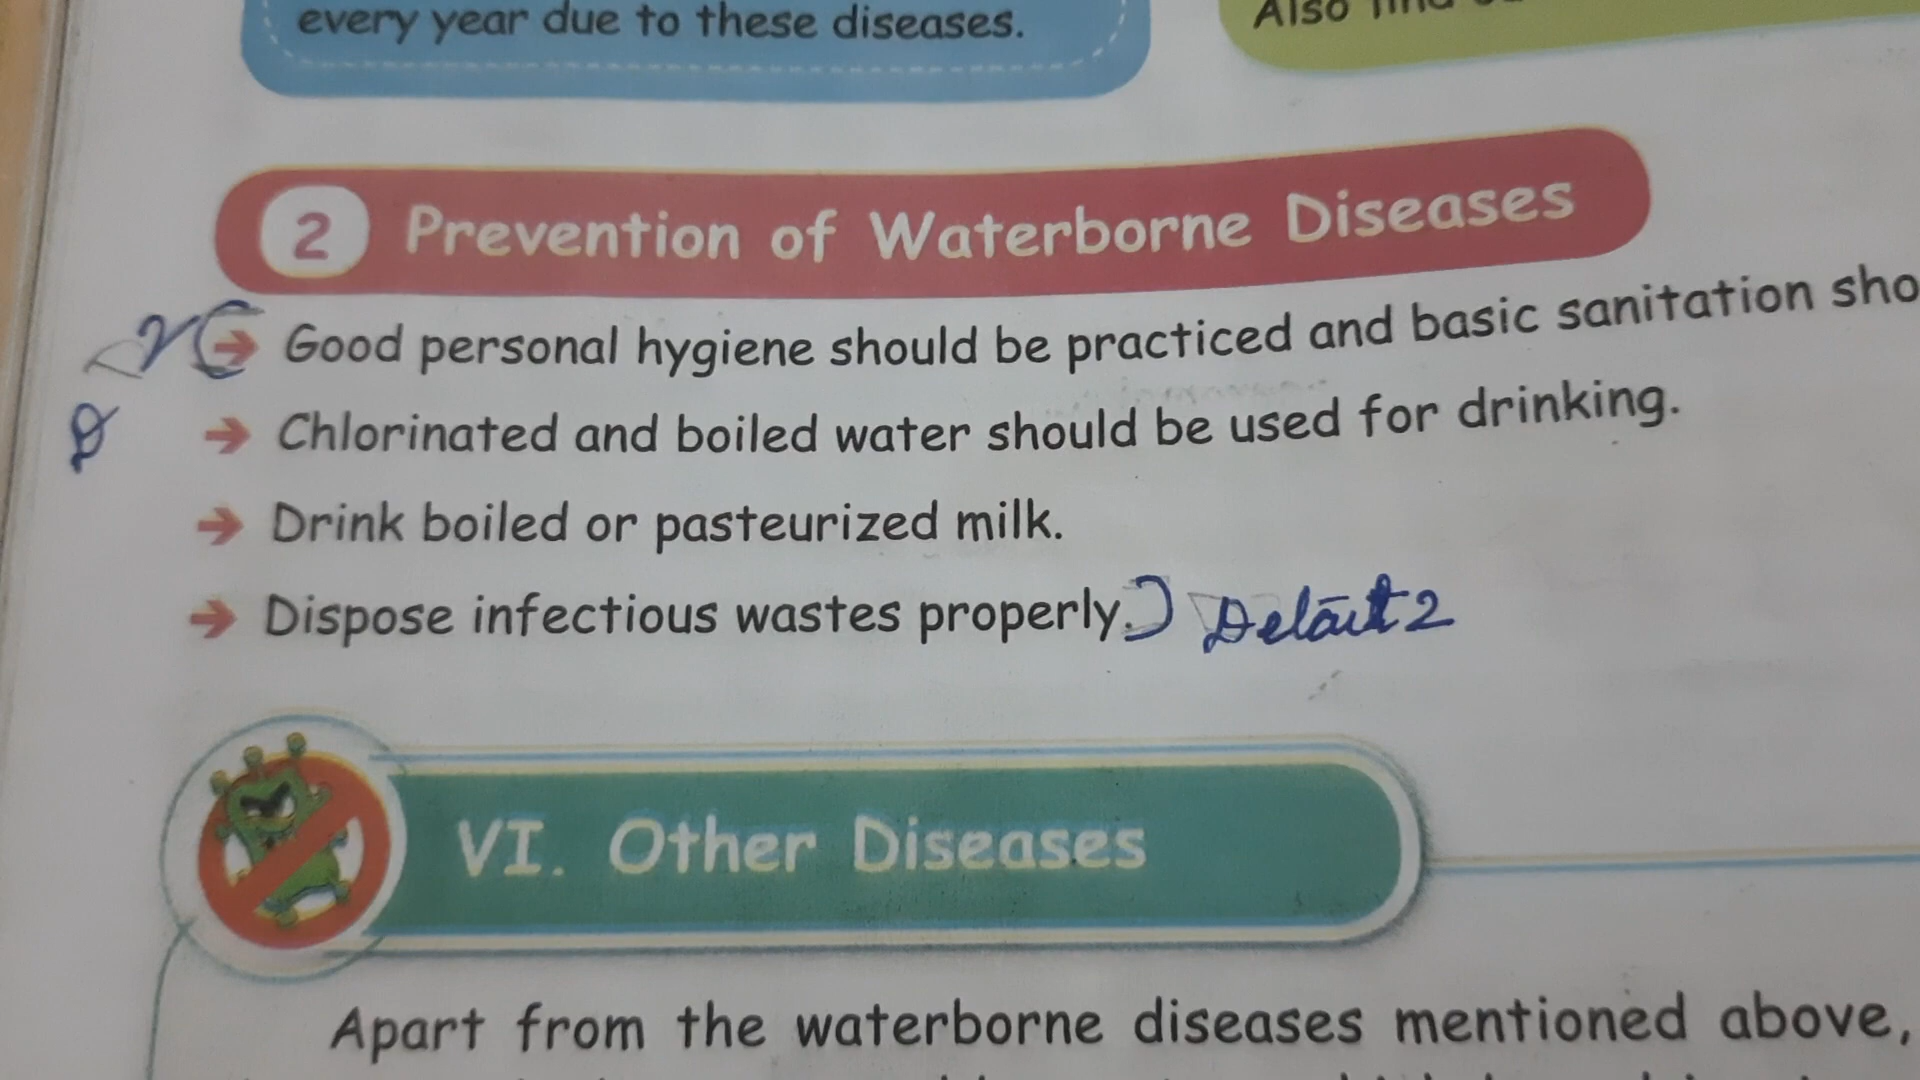 every year due to these diseases.
Also
2 Prevention of Waterborne Diseases
→ Good personal hygiene should be practiced and basic sanitation sho
→ Chlorinated and boiled water should be used for drinking.
→ Drink boiled or pasteurized milk.
→ Dispose infectious wastes properly.
VI. Other Diseases
Apart from the waterborne diseases mentioned above,